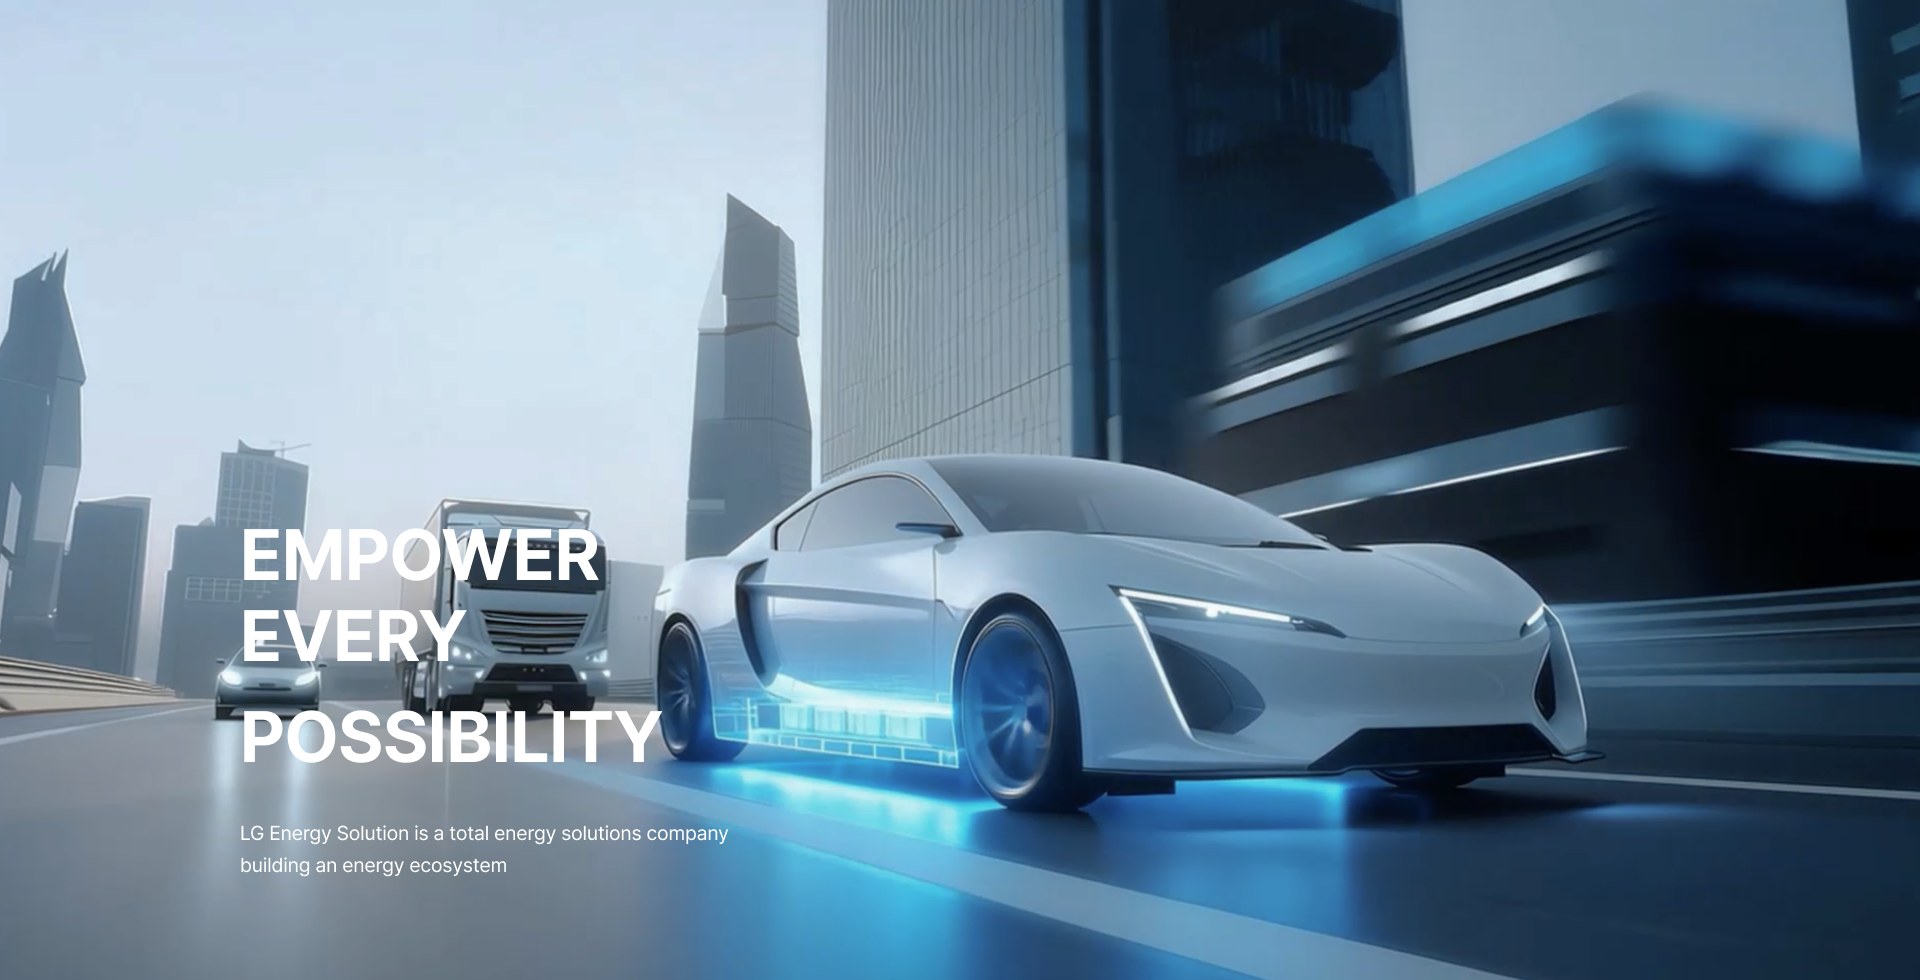 EMPOWER
EVERY
POSSIBILITY
LG Energy Solution is a total energy solutions company
building an energy ecosystem